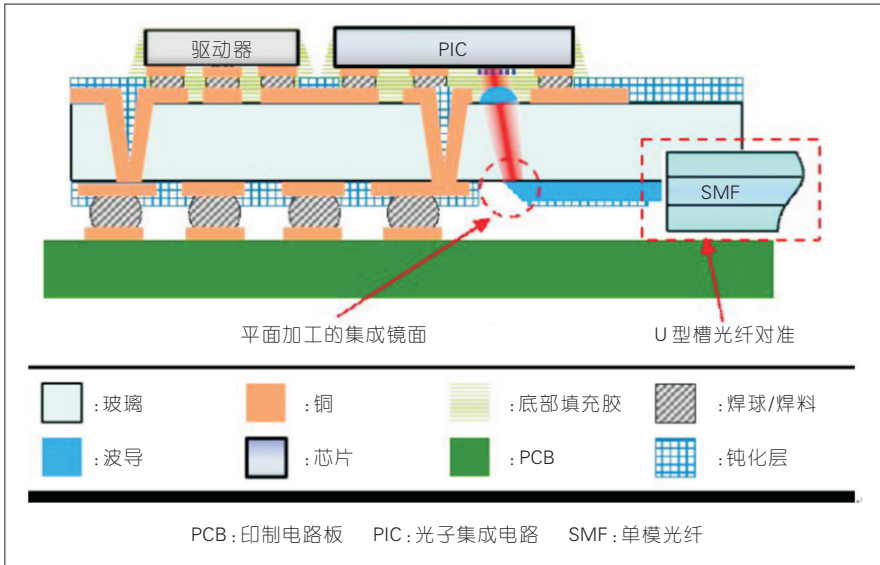 驱动器
PIC
SMF
平面加工的集成镜面
U型槽光纤对准
:玻璃
:铜
:底部填充胶
:焊球/焊料
:波导
:芯片
:PCB
:钝化层
PCB:印制电路板 PIC:光子集成电路 SMF:单模光纤